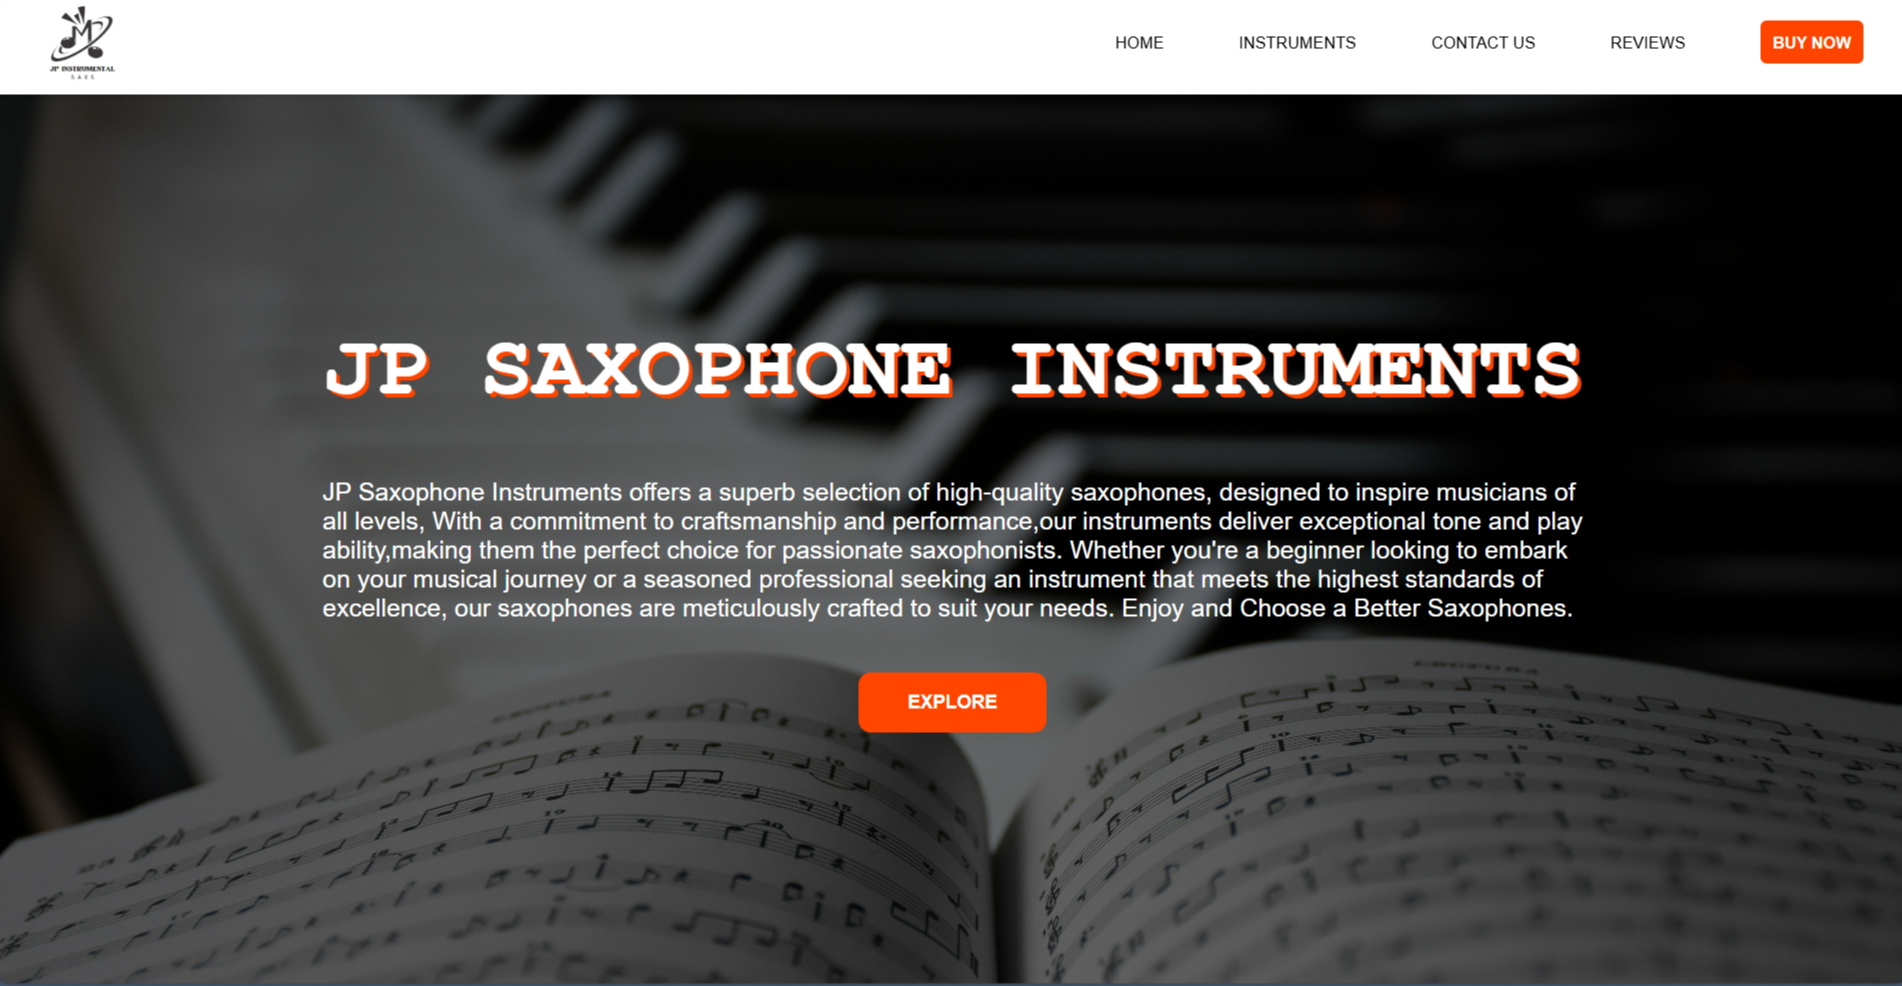 JP INSTRUMENTAL
SAXS
HOME
INSTRUMENTS
CONTACT US
REVIEWS
BUY NOW
JP SAXOPHONE INSTRUMENTS
JP Saxophone Instruments offers a superb selection of high-quality saxophones, designed to inspire musicians of
all levels, With a commitment to craftsmanship and performance,our instruments deliver exceptional tone and play
ability,making them the perfect choice for passionate saxophonists. Whether you're a beginner looking to embark
on your musical journey or a seasoned professional seeking an instrument that meets the highest standards of
excellence, our saxophones are meticulously crafted to suit your needs. Enjoy and Choose a Better Saxophones.
EXPLORE
LECTURA